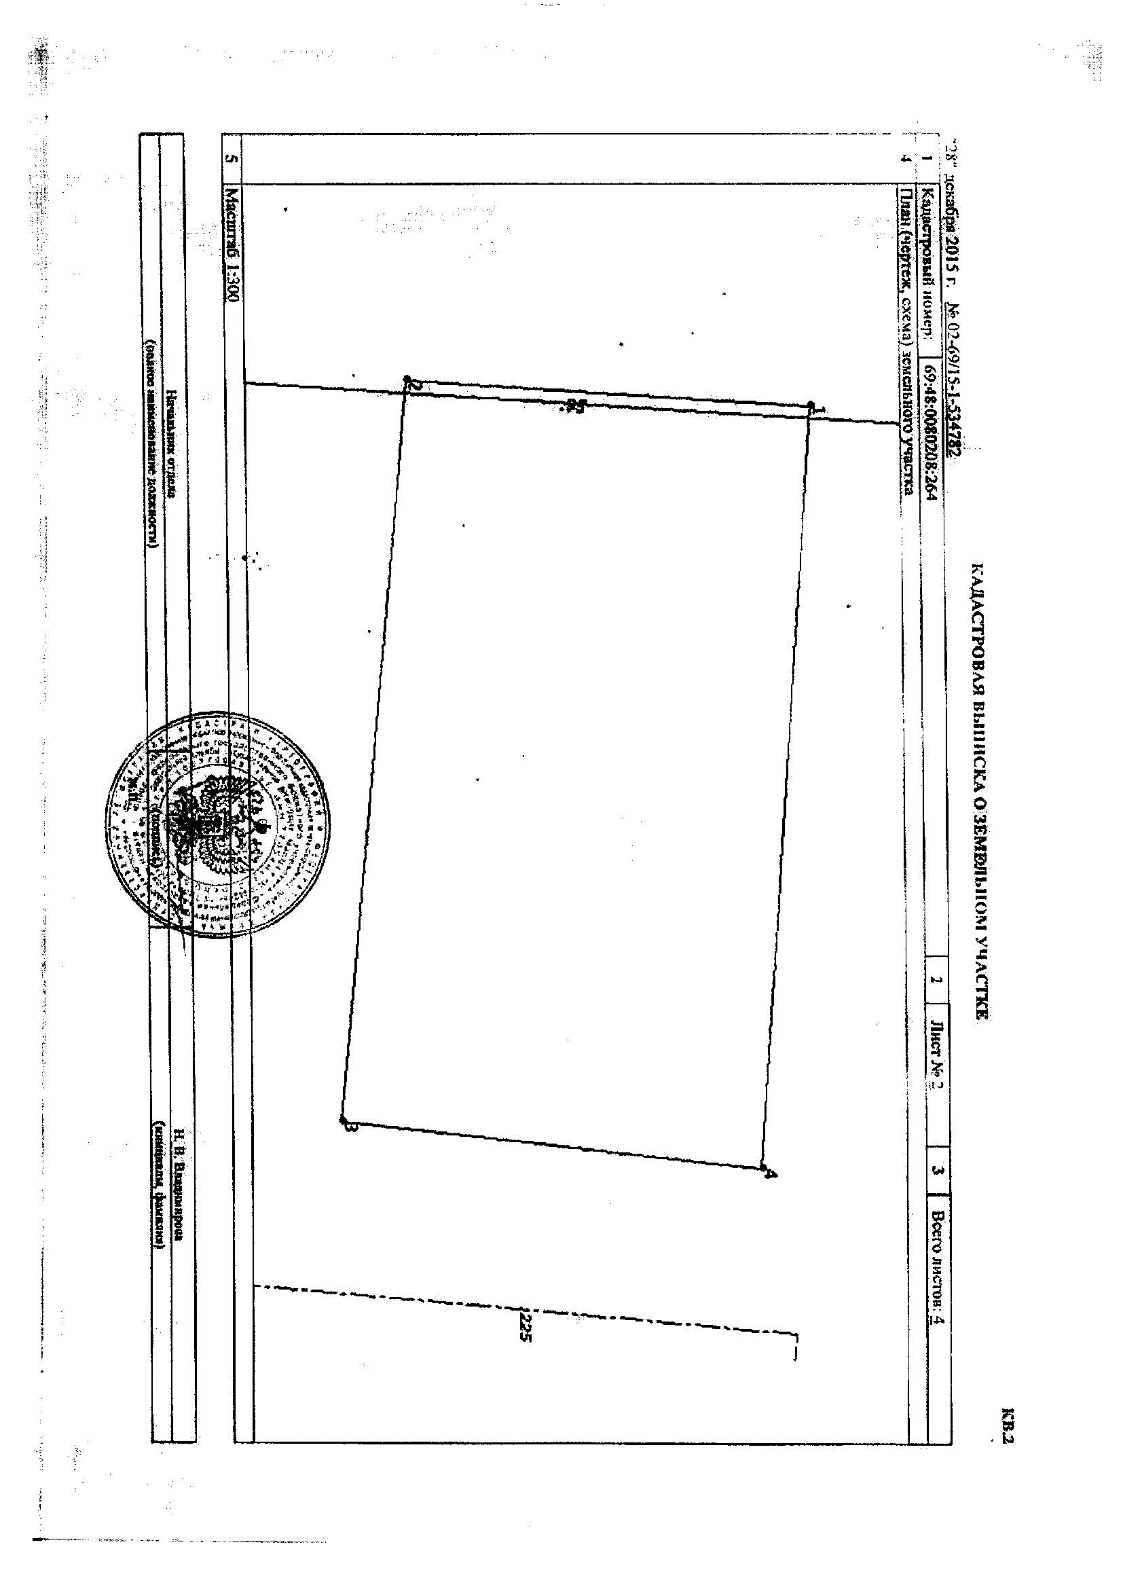 КВ.2
КАДАСТРОВАЯ ВЫПИСКА О ЗЕМЕЛЬНОМ УЧАСТКЕ
"28" декабря 2015 г. № 02-69/15-1-534782
1 Кадастровый номер: 69:48:0080208:264 2 Лист № 2 3 Всего листов: 4
4 План (чертеж, схема) земельного участка
1
4
2
3
:225
5 Масштаб 1:300
Начальник отдела
Н. В. Владимирова
(полное наименование должности) (подпись) (инициалы, фамилия)
М.П.